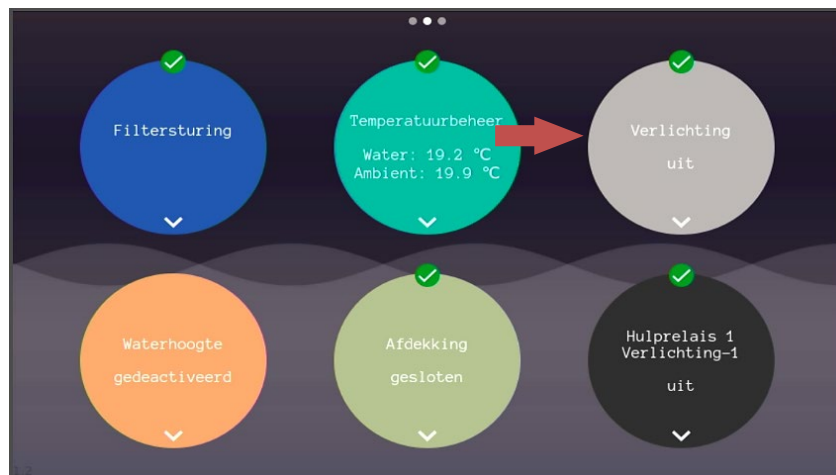 Filtersturing
Temperatuurbeheer
Water: 19.2 °C
Ambient: 19.9 °C
Verlichting
uit
Waterhoogte
gedeactiveerd
Afdekking
gesloten
Hulprelais 1
Verlichting-1
uit